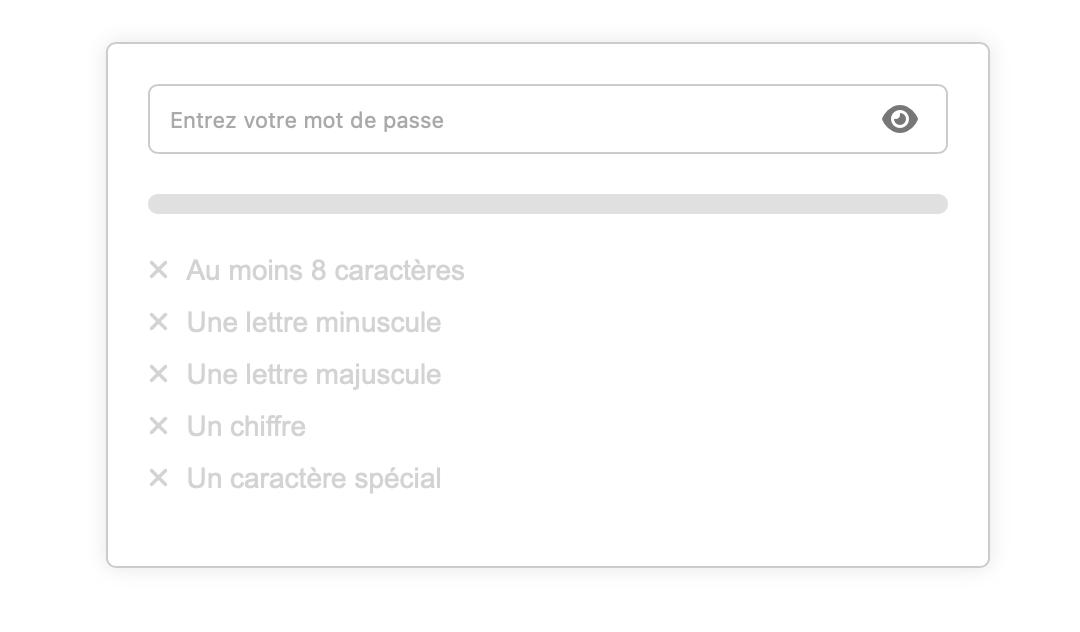 Entrez votre mot de passe
Au moins 8 caractères
Une lettre minuscule
Une lettre majuscule
Un chiffre
Un caractère spécial